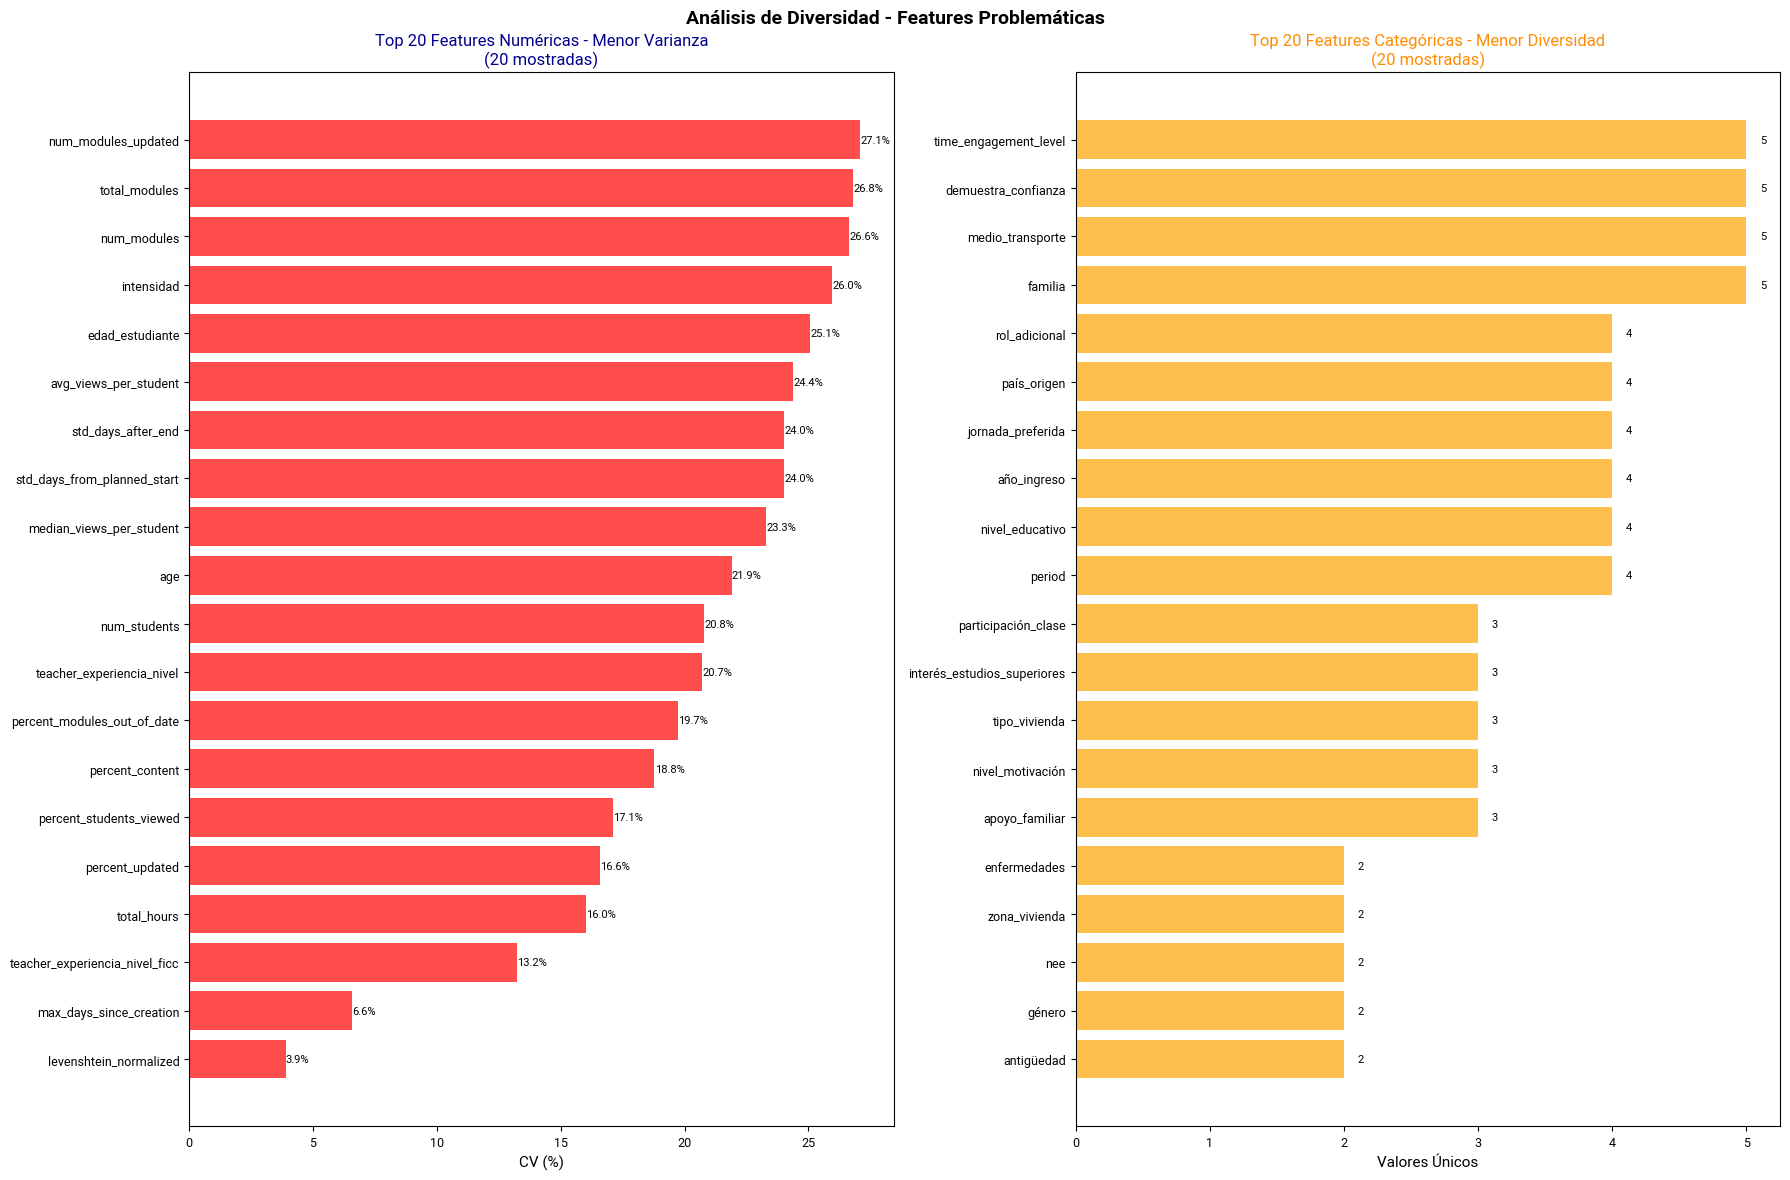 Análisis de Diversidad - Features Problemáticas
Top 20 Features Numéricas - Menor Varianza
(20 mostradas)
num_modules_updated 27.1%
total_modules 26.8%
num_modules 26.6%
intensidad 26.0%
edad_estudiante 25.1%
avg_views_per_student 24.4%
std_days_after_end 24.0%
std_days_from_planned_start 24.0%
median_views_per_student 23.3%
age 21.9%
num_students 20.8%
teacher_experiencia_nivel 20.7%
percent_modules_out_of_date 19.7%
percent_content 18.8%
percent_students_viewed 17.1%
percent_updated 16.6%
total_hours 16.0%
teacher_experiencia_nivel_ficc 13.2%
max_days_since_creation 6.6%
levenshtein_normalized 3.9%
0 5 10 15 20 25
CV (%)
Top 20 Features Categóricas - Menor Diversidad
(20 mostradas)
time_engagement_level 5
demuestra_confianza 5
medio_transporte 5
familia 5
rol_adicional 4
país_origen 4
jornada_preferida 4
año_ingreso 4
nivel_educativo 4
period 4
participación_clase 3
interés_estudios_superiores 3
tipo_vivienda 3
nivel_motivación 3
apoyo_familiar 3
enfermedades 2
zona_vivienda 2
nee 2
género 2
antigüedad 2
0 1 2 3 4 5
Valores Únicos